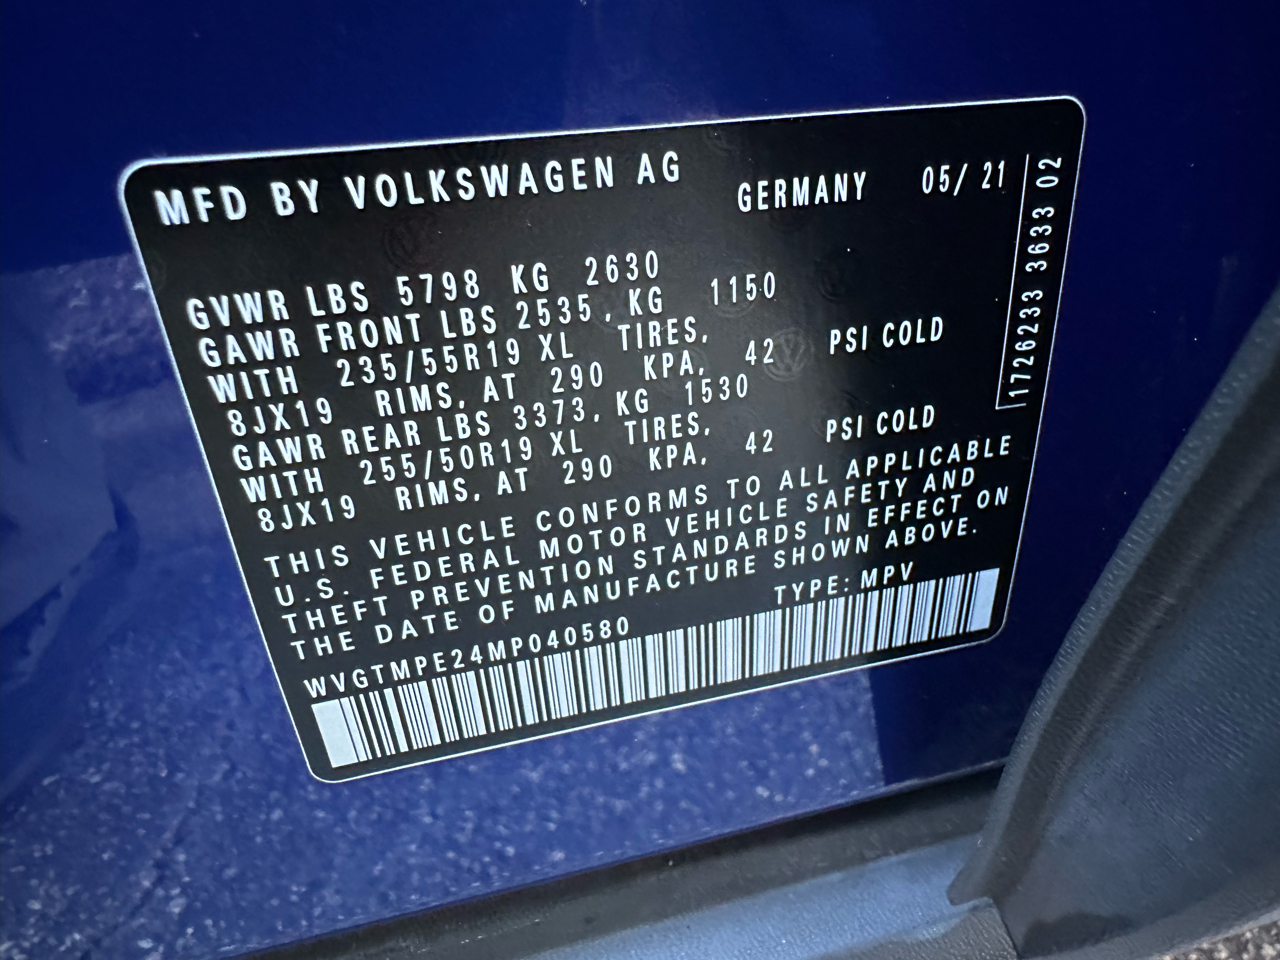 MFD BY VOLKSWAGEN AG GERMANY 05/ 21
GVWR LBS 5798 KG 2630
GAWR FRONT LBS 2535, KG 1150
WITH 235/55R19 XL TIRES,
8JX19 RIMS, AT 290 KPA, 42 PSI COLD
GAWR REAR LBS 3373, KG 1530
WITH 255/50R19 XL TIRES,
8JX19 RIMS, AT 290 KPA, 42 PSI COLD
THIS VEHICLE CONFORMS TO ALL APPLICABLE
U.S. FEDERAL MOTOR VEHICLE SAFETY AND
THEFT PREVENTION STANDARDS IN EFFECT ON
THE DATE OF MANUFACTURE SHOWN ABOVE.
WVGTMPE24MP040580 TYPE: MPV
1726233 3633 02